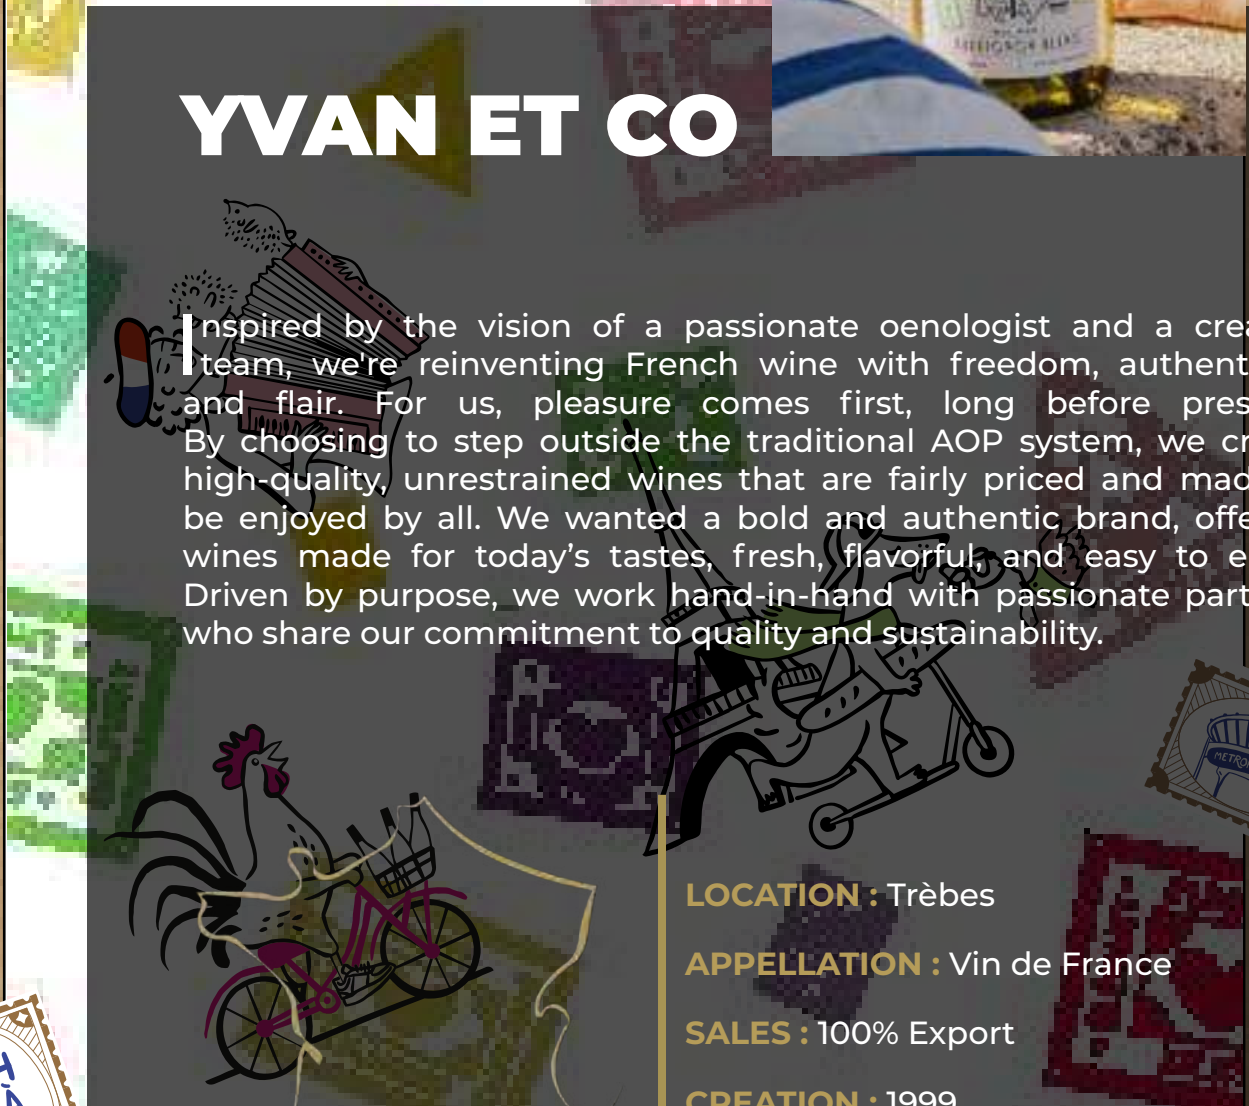 SAUVIGNON BLANC
YVAN ET CO
Inspired by the vision of a passionate oenologist and a crea
team, we're reinventing French wine with freedom, authent
and flair. For us, pleasure comes first, long before pres
By choosing to step outside the traditional AOP system, we cr
high-quality, unrestrained wines that are fairly priced and mad
be enjoyed by all. We wanted a bold and authentic brand, offe
wines made for today’s tastes, fresh, flavorful, and easy to e
Driven by purpose, we work hand-in-hand with passionate part
who share our commitment to quality and sustainability.
METRO
LOCATION : Trèbes
APPELLATION : Vin de France
SALES : 100% Export
CREATION : 1999